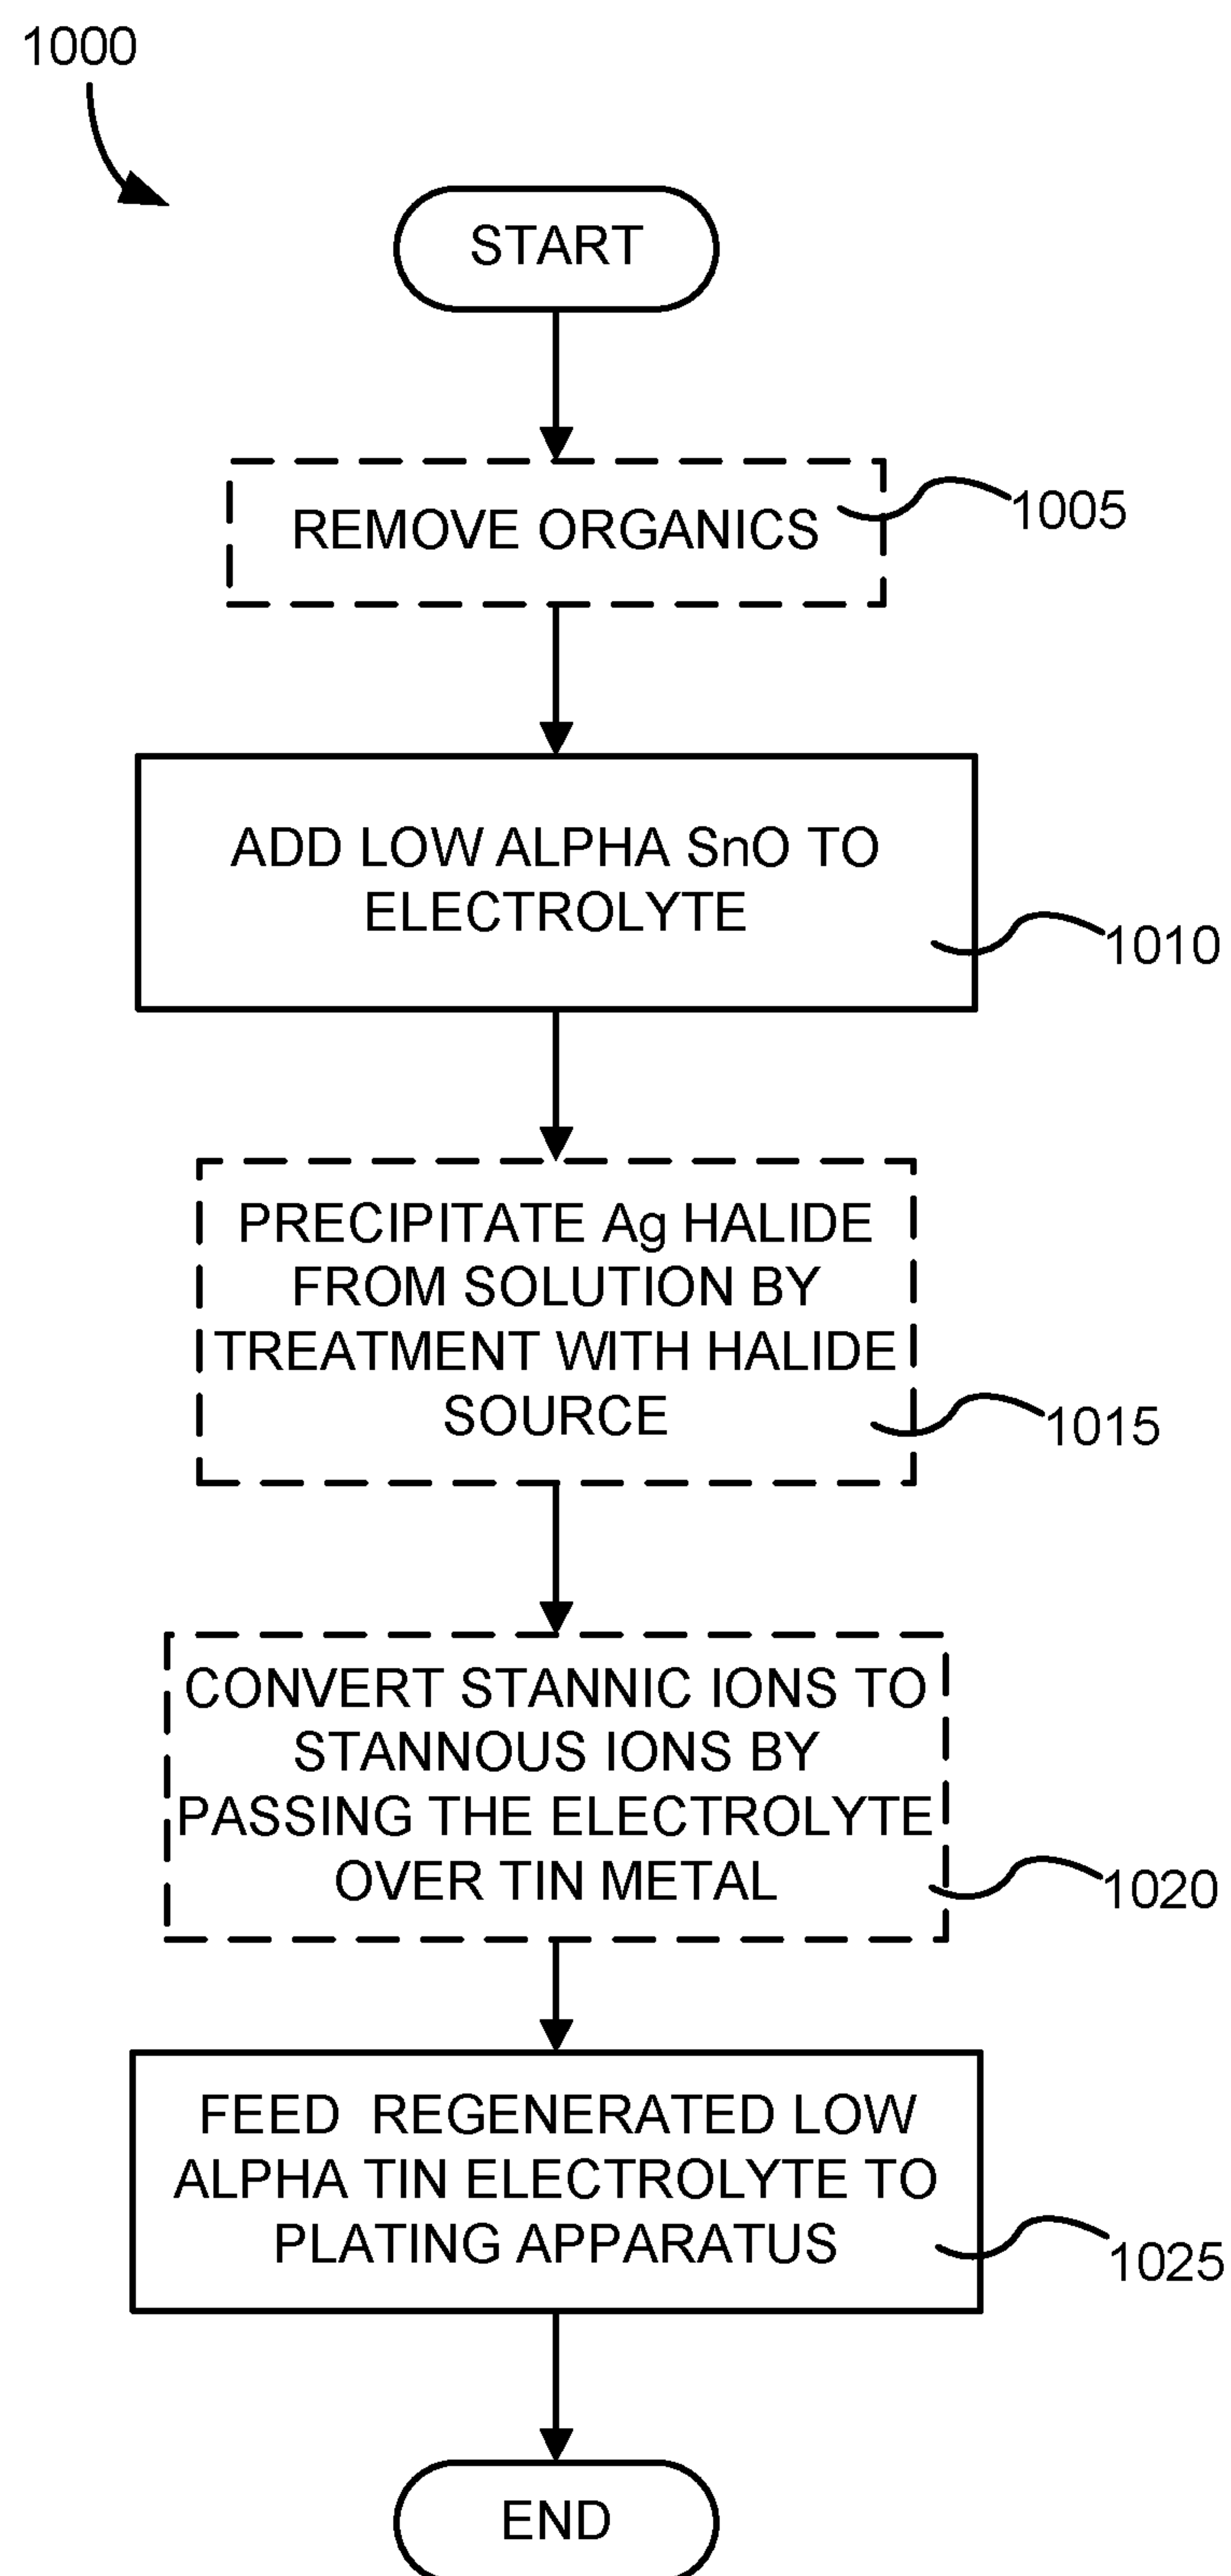 1000
START
REMOVE ORGANICS
1005
ADD LOW ALPHA SnO TO
ELECTROLYTE
1010
PRECIPITATE Ag HALIDE
FROM SOLUTION BY
TREATMENT WITH HALIDE
SOURCE
1015
CONVERT STANNIC IONS TO
STANNOUS IONS BY
PASSING THE ELECTROLYTE
OVER TIN METAL
1020
FEED REGENERATED LOW
ALPHA TIN ELECTROLYTE TO
PLATING APPARATUS
1025
END